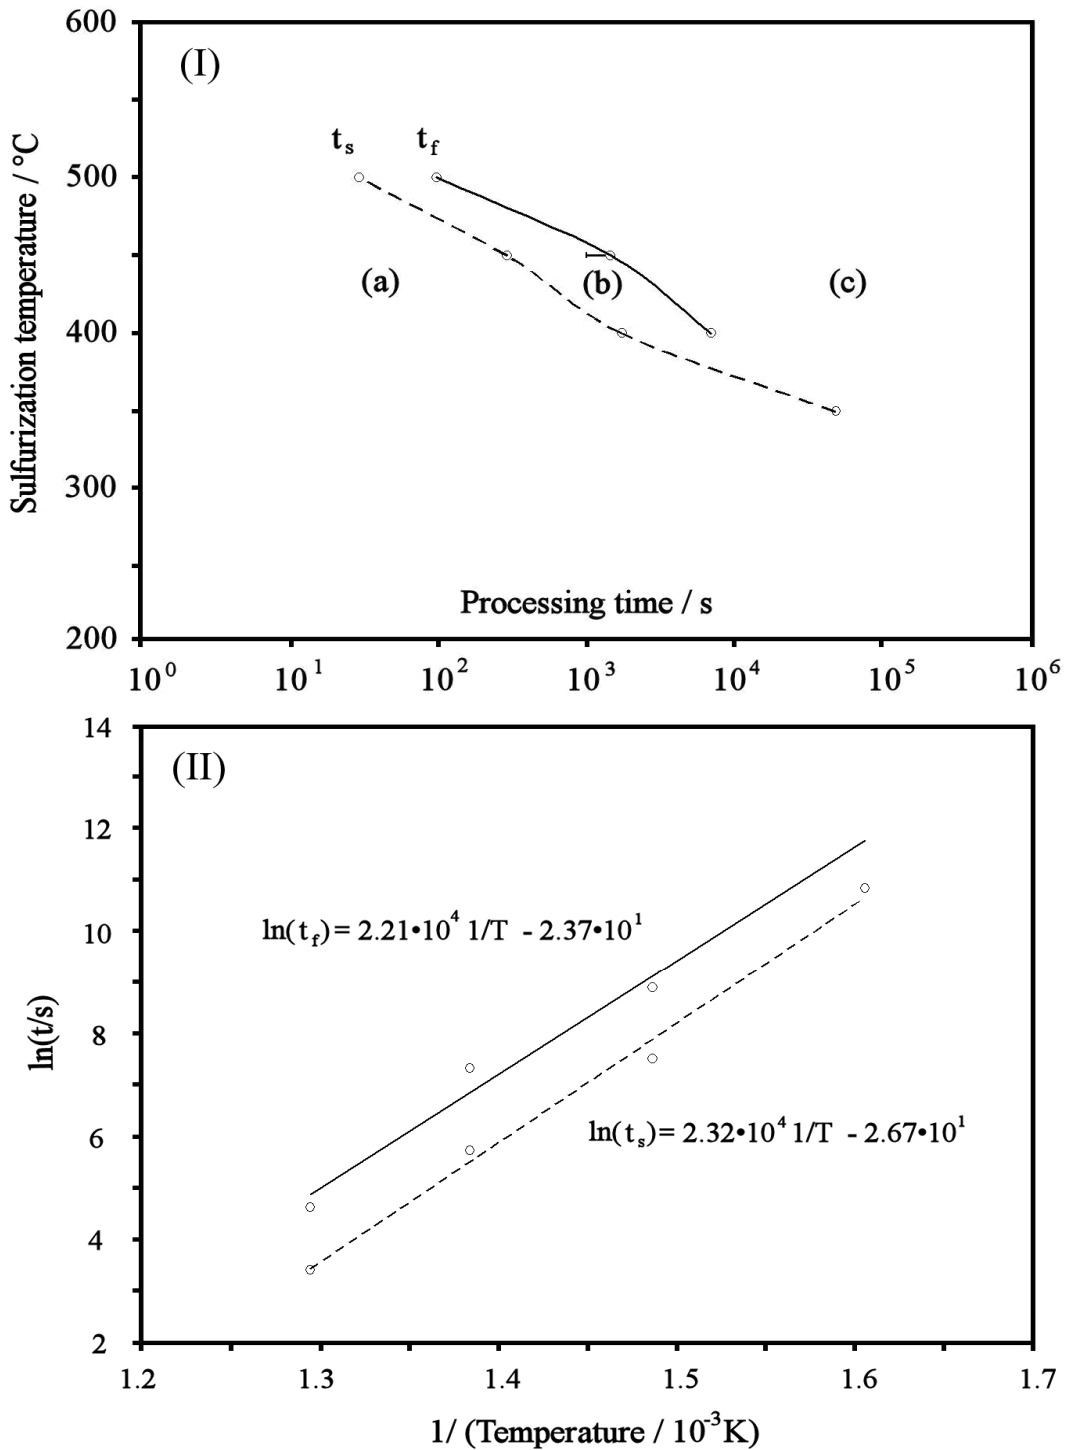 600
(I)
t_s t_f
500
(a) (b) (c)
400
300
200
Sulfurization temperature / °C
Processing time / s
10^0 10^1 10^2 10^3 10^4 10^5 10^6
14
(II)
12
10
ln(t_f)= 2.21•10^4 1/T - 2.37•10^1
8
ln(t/s)
6
ln(t_s)= 2.32•10^4 1/T - 2.67•10^1
4
2
1.2 1.3 1.4 1.5 1.6 1.7
1/ (Temperature / 10^-3K)